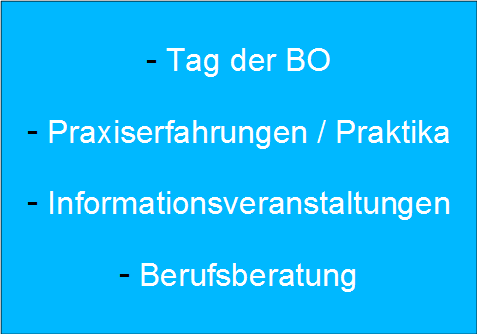 - Tag der BO
- Praxiserfahrungen / Praktika
- Informationsveranstaltungen
- Berufsberatung